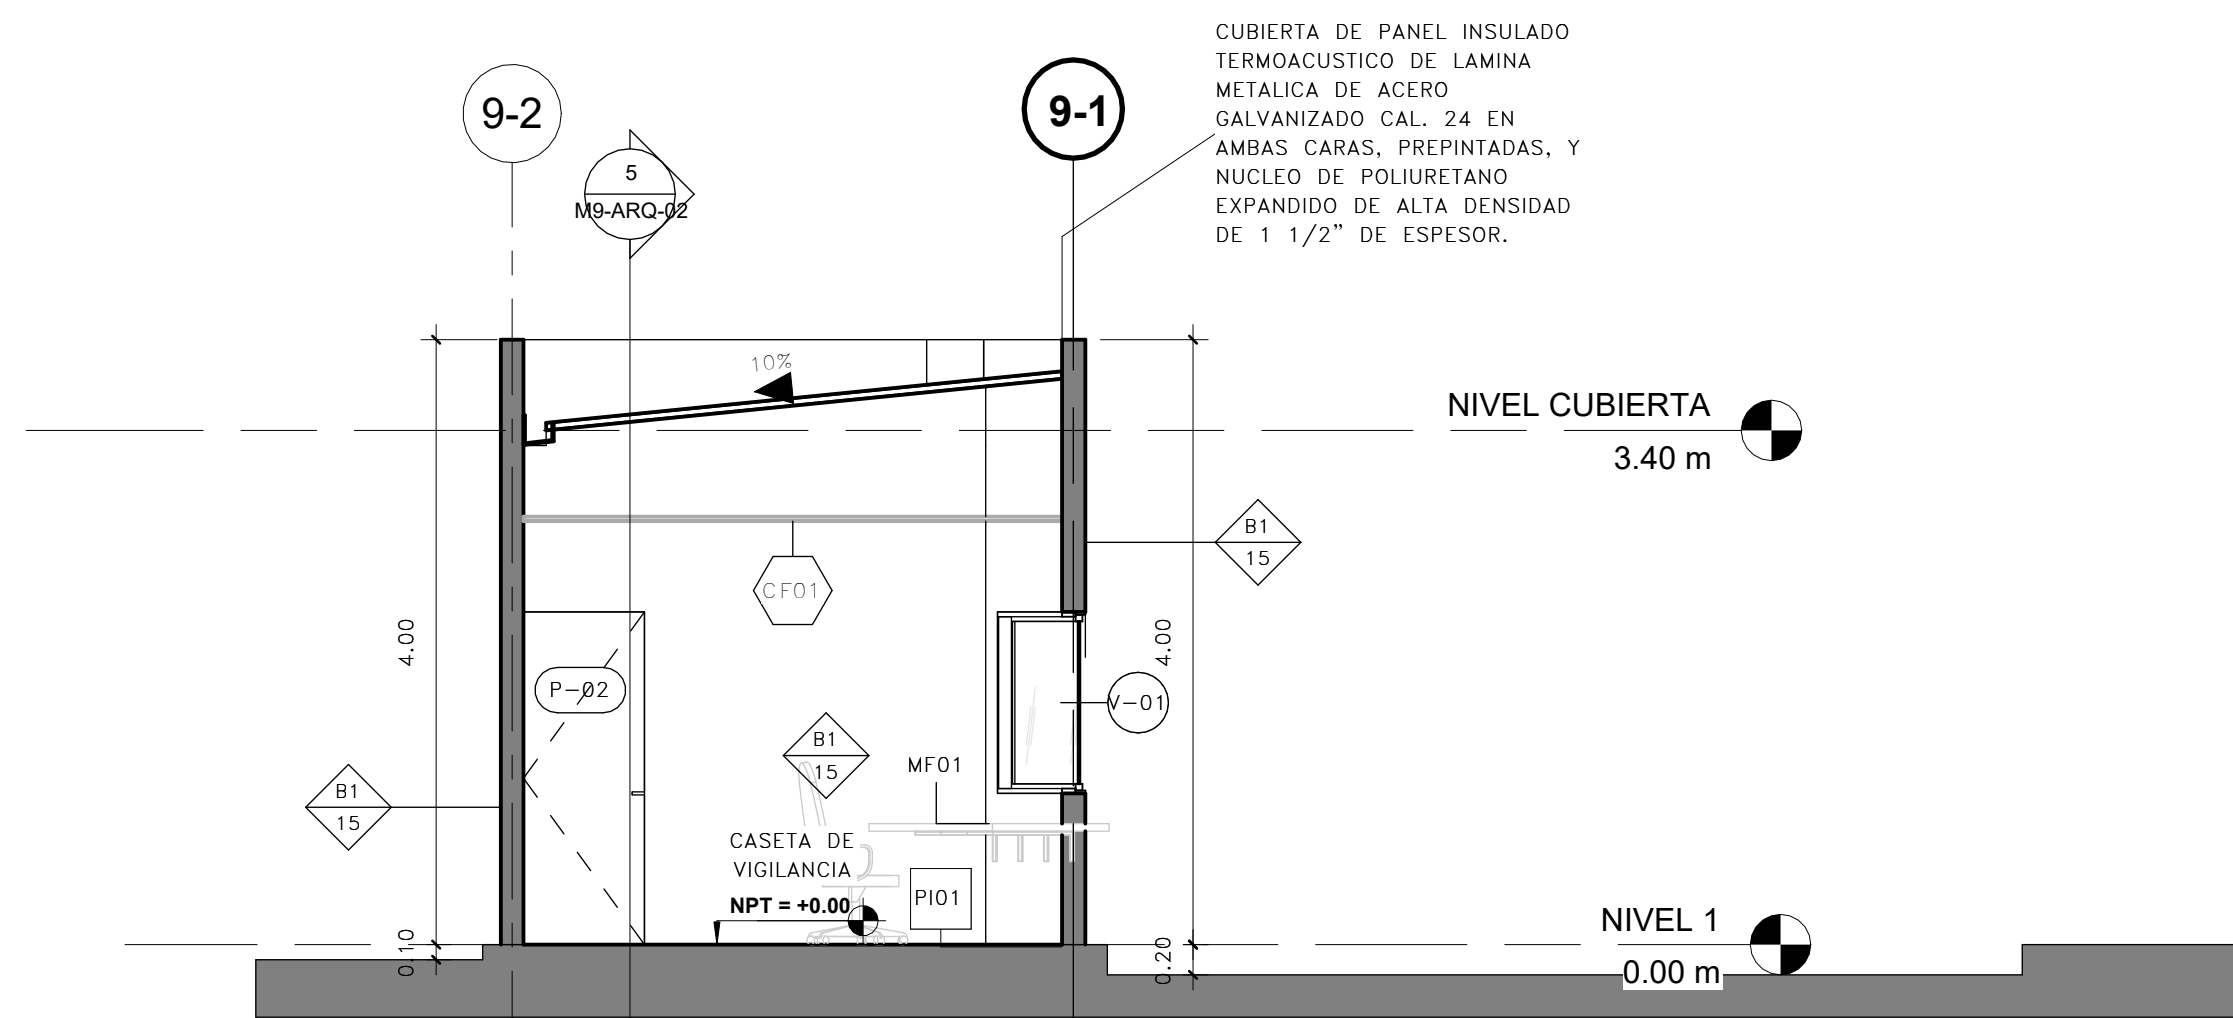 CUBIERTA DE PANEL INSULADO
TERMOACUSTICO DE LAMINA
METALICA DE ACERO
GALVANIZADO CAL. 24 EN
AMBAS CARAS, PREPINTADAS, Y
NUCLEO DE POLIURETANO
EXPANDIDO DE ALTA DENSIDAD
DE 1 1/2” DE ESPESOR.
9-2
9-1
5
M9-ARQ-02
10%
NIVEL CUBIERTA
3.40 m
B1
15
CF01
4.00
4.00
P-02
V-01
B1
15
MF01
B1
15
CASETA DE
VIGILANCIA
PI01
NPT = +0.00
NIVEL 1
0.00 m
0.10
0.20